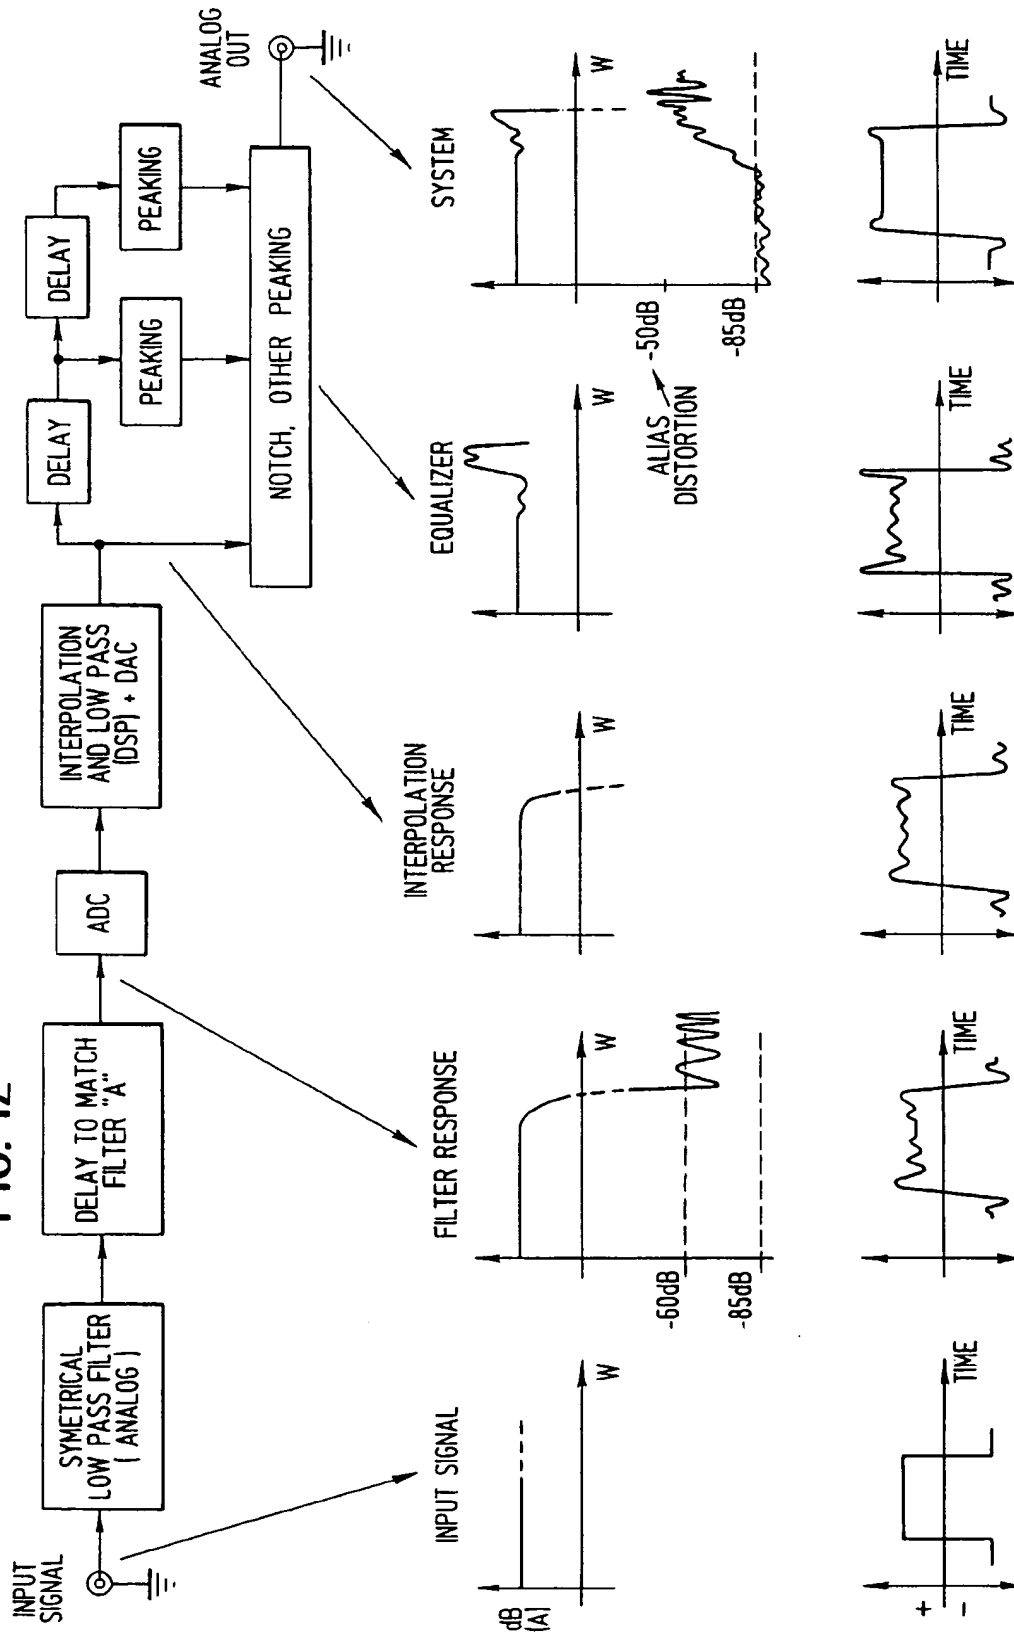 FIG. 12
INPUT
SIGNAL
SYMETRICAL
LOW PASS FILTER
( ANALOG )
DELAY TO MATCH
FILTER "A"
ADC
INTERPOLATION
AND LOW PASS
(DSP) + DAC
DELAY
DELAY
PEAKING
PEAKING
NOTCH, OTHER PEAKING
ANALOG
OUT
INPUT SIGNAL
dB
(A)
W
FILTER RESPONSE
W
-60dB
-85dB
INTERPOLATION
RESPONSE
W
EQUALIZER
W
ALIAS
DISTORTION
SYSTEM
W
-50dB
-85dB
+
-
TIME
TIME
TIME
TIME
TIME